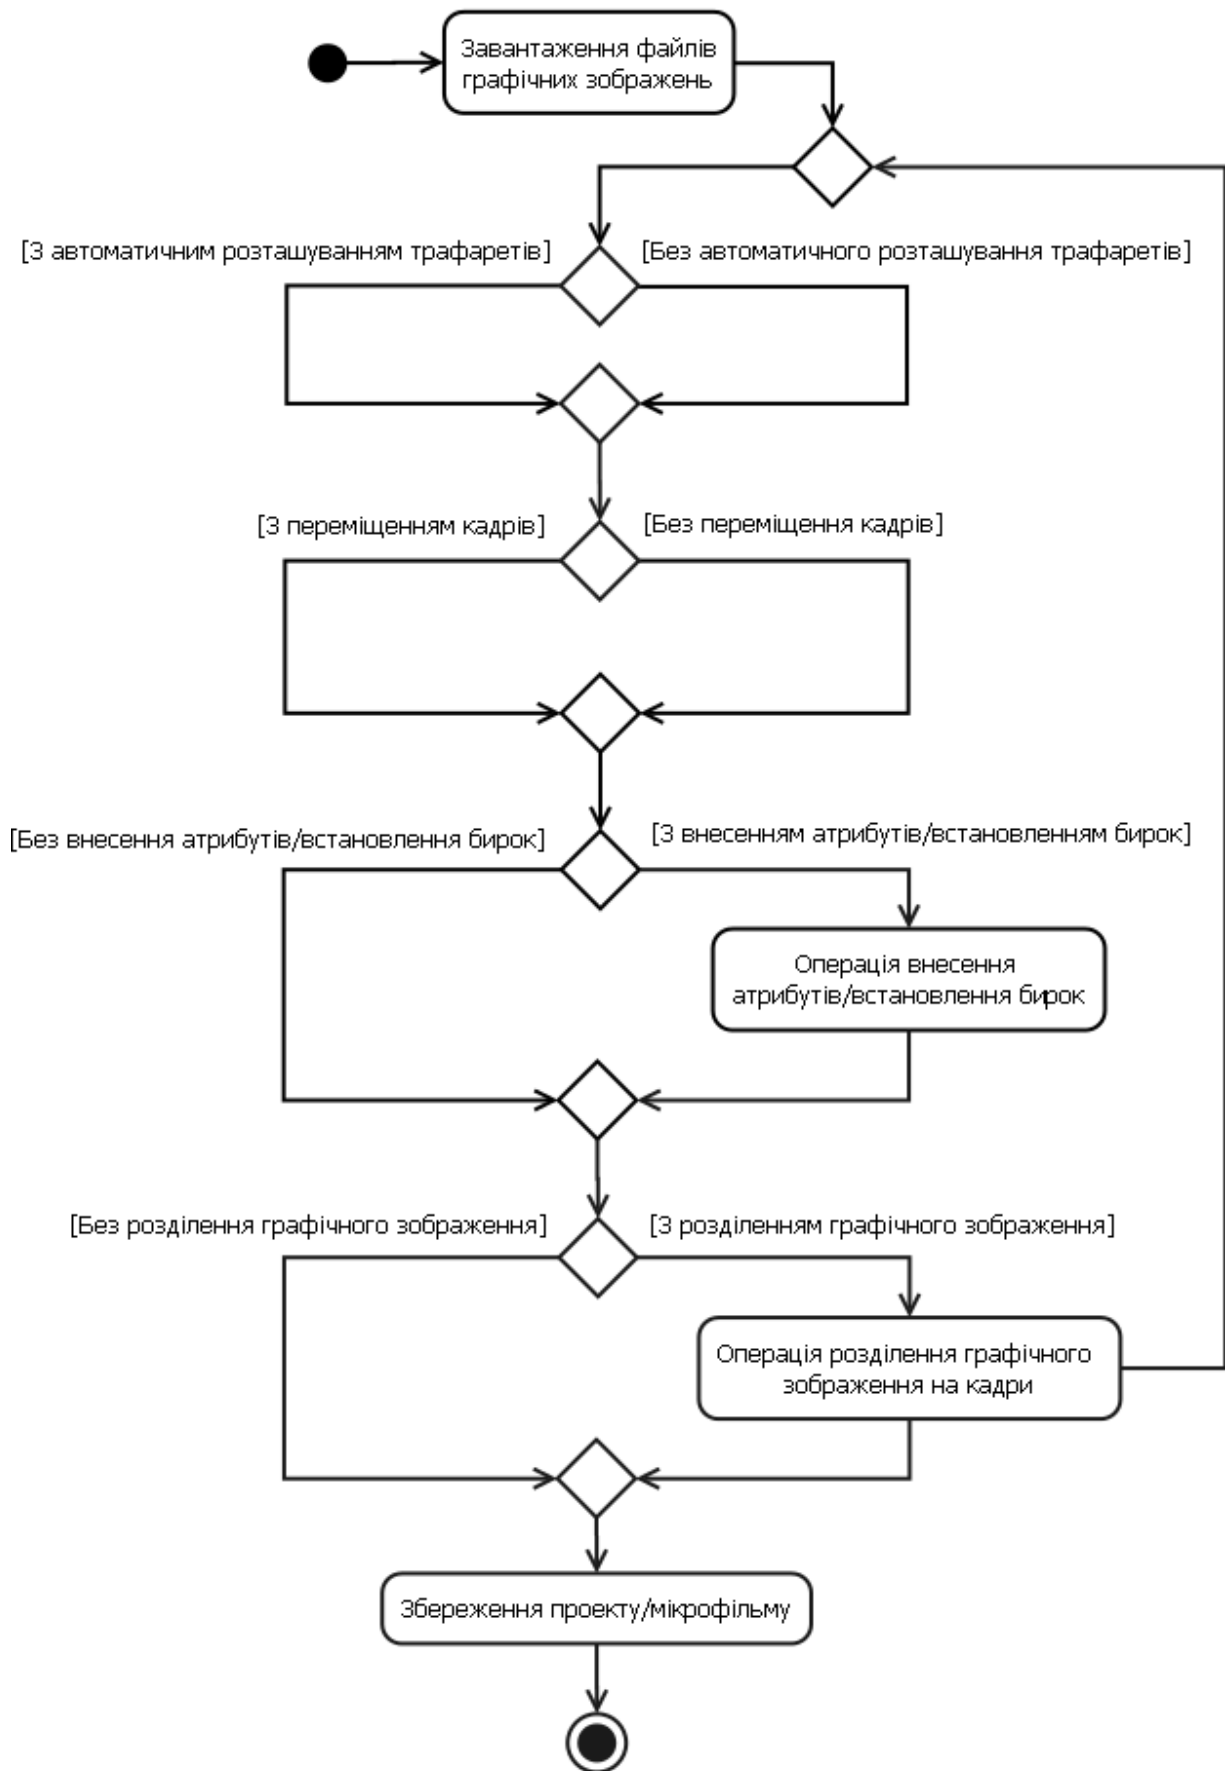 Завантаження файлів
графічних зображень
[З автоматичним розташуванням трафаретів]
[Без автоматичного розташування трафаретів]
[З переміщенням кадрів]
[Без переміщення кадрів]
[Без внесення атрибутів/встановлення бирок]
[З внесенням атрибутів/встановленням бирок]
Операція внесення
атрибутів/встановлення бирок
[Без розділення графічного зображення]
[З розділенням графічного зображення]
Операція розділення графічного
зображення на кадри
Збереження проекту/мікрофільму